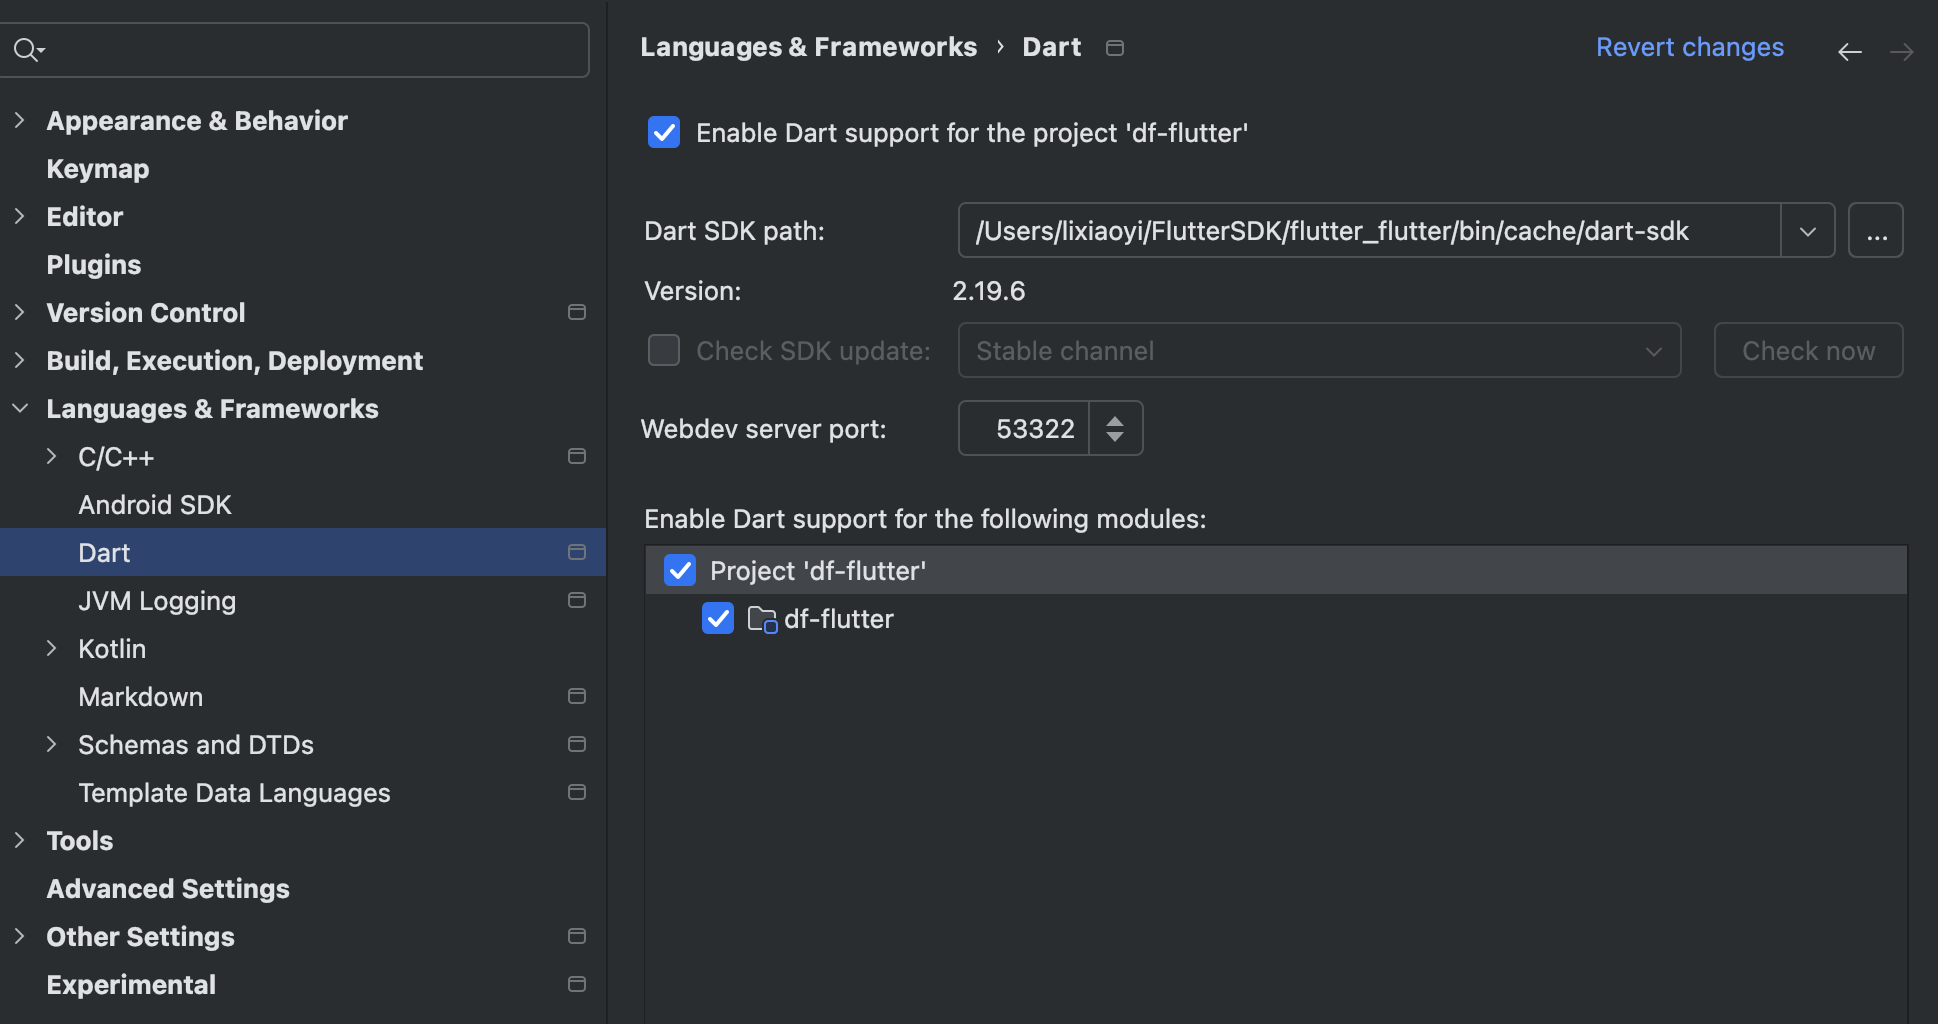 Appearance & Behavior
Keymap
Editor
Plugins
Version Control
Build, Execution, Deployment
Languages & Frameworks
C/C++
Android SDK
Dart
JVM Logging
Kotlin
Markdown
Schemas and DTDs
Template Data Languages
Tools
Advanced Settings
Other Settings
Experimental
Languages & Frameworks › Dart
Revert changes
Enable Dart support for the project 'df-flutter'
Dart SDK path: /Users/lixiaoyi/FlutterSDK/flutter_flutter/bin/cache/dart-sdk ...
Version: 2.19.6
Check SDK update: Stable channel Check now
Webdev server port: 53322
Enable Dart support for the following modules:
Project 'df-flutter'
df-flutter